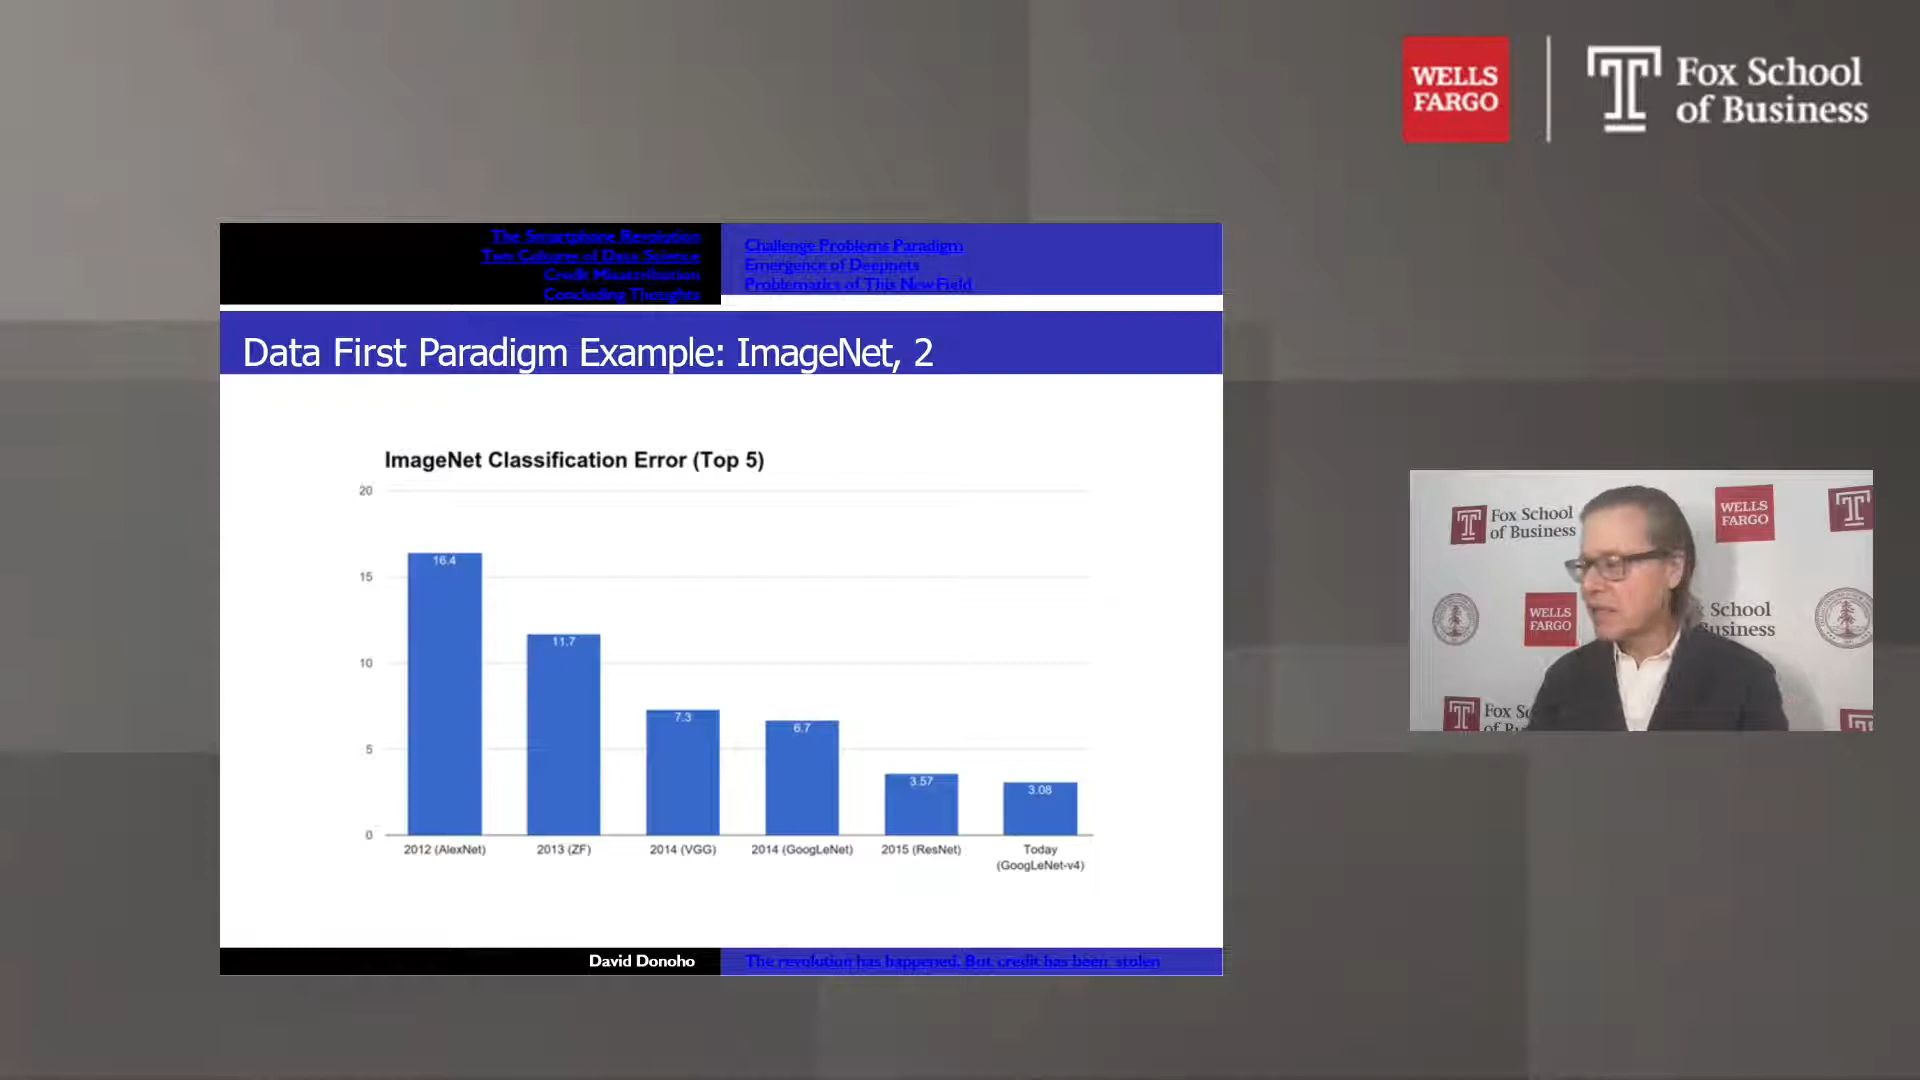 WELLS
FARGO
Fox School
of Business
The Smartphone Revolution
Two Cultures of Data Science
Credit Misattribution
Concluding Thoughts
Challenge Problems Paradigm
Emergence of Deepnets
Problematics of This New Field
Data First Paradigm Example: ImageNet, 2
ImageNet Classification Error (Top 5)
20
15
10
5
0
16.4
11.7
7.3
6.7
3.57
3.08
2012 (AlexNet)
2013 (ZF)
2014 (VGG)
2014 (GoogLeNet)
2015 (ResNet)
Today
(GoogLeNet-v4)
David Donoho
The revolution has happened. But credit has been stolen
Fox School
of Business
WELLS
FARGO
WELLS
FARGO
School
Business
Fox
of